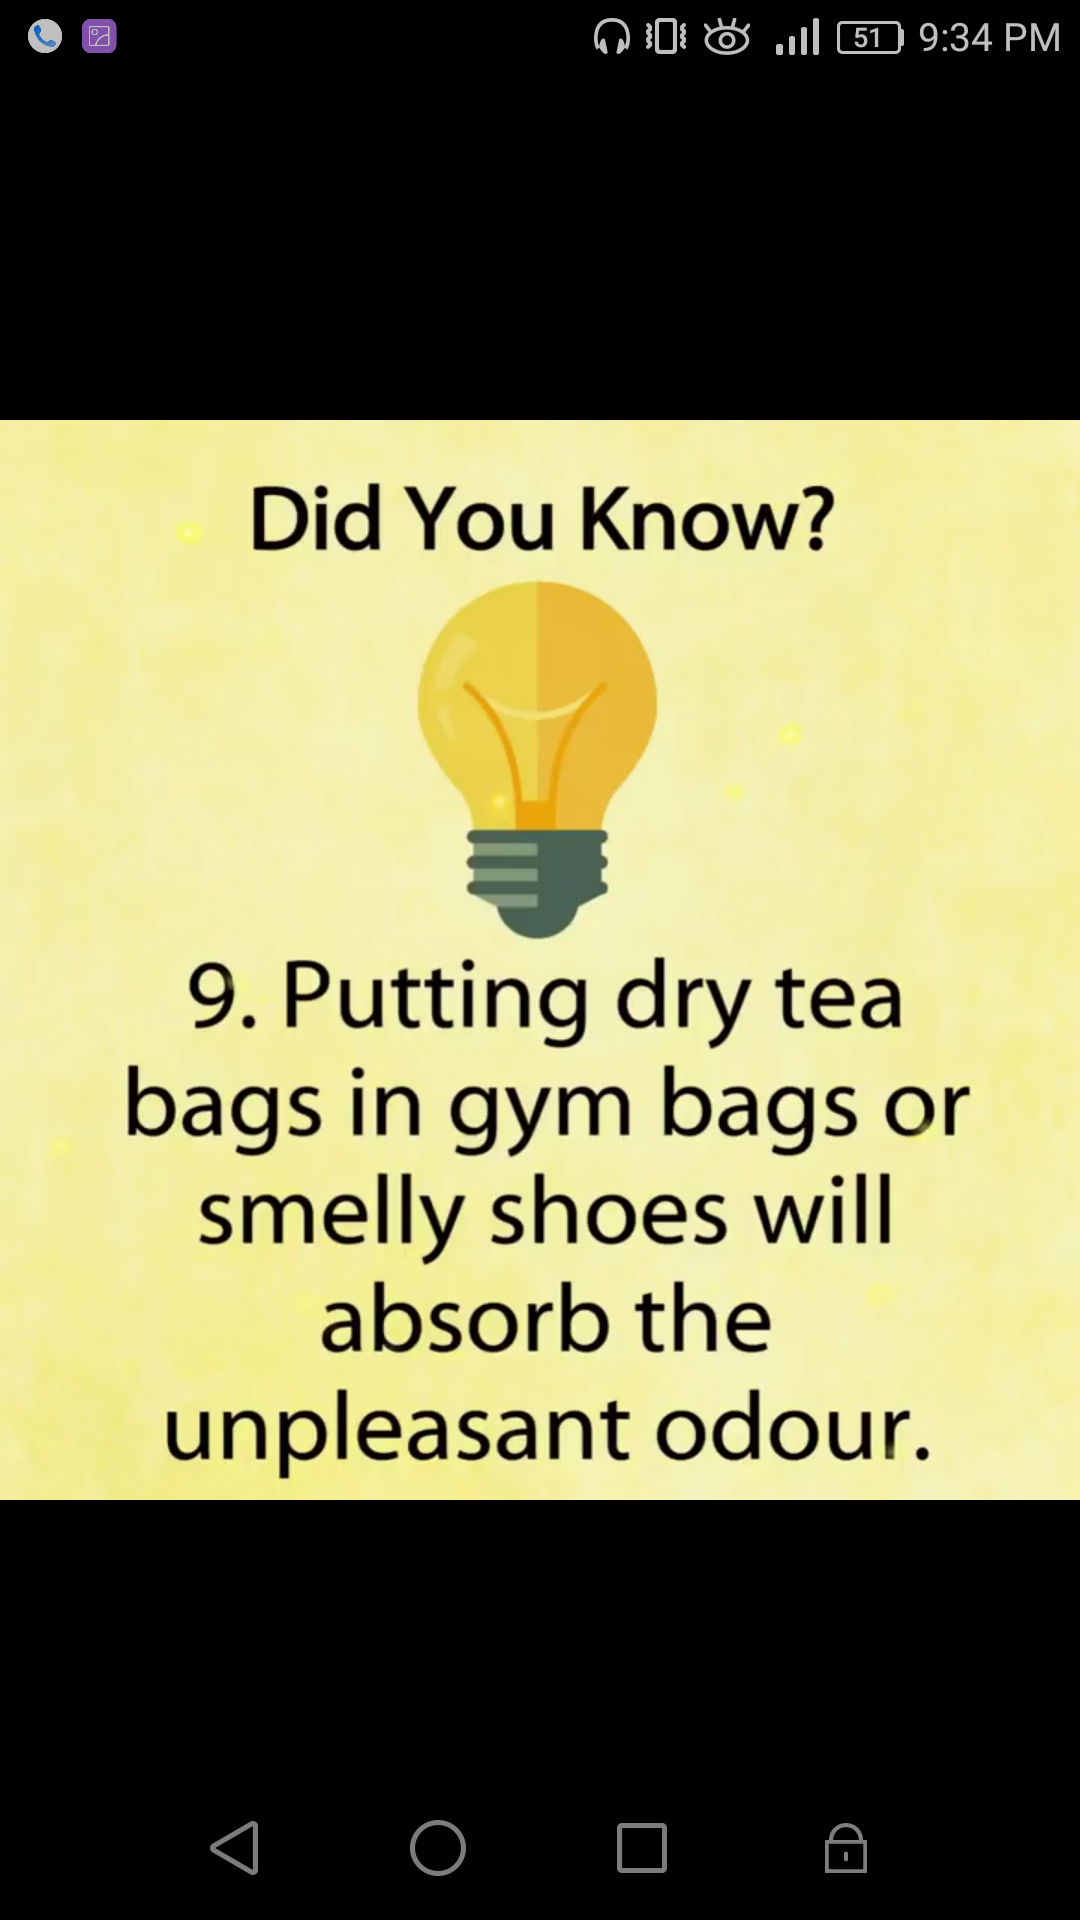 51 9:34 PM
Did You Know?
9. Putting dry tea
bags in gym bags or
smelly shoes will
absorb the
unpleasant odour.